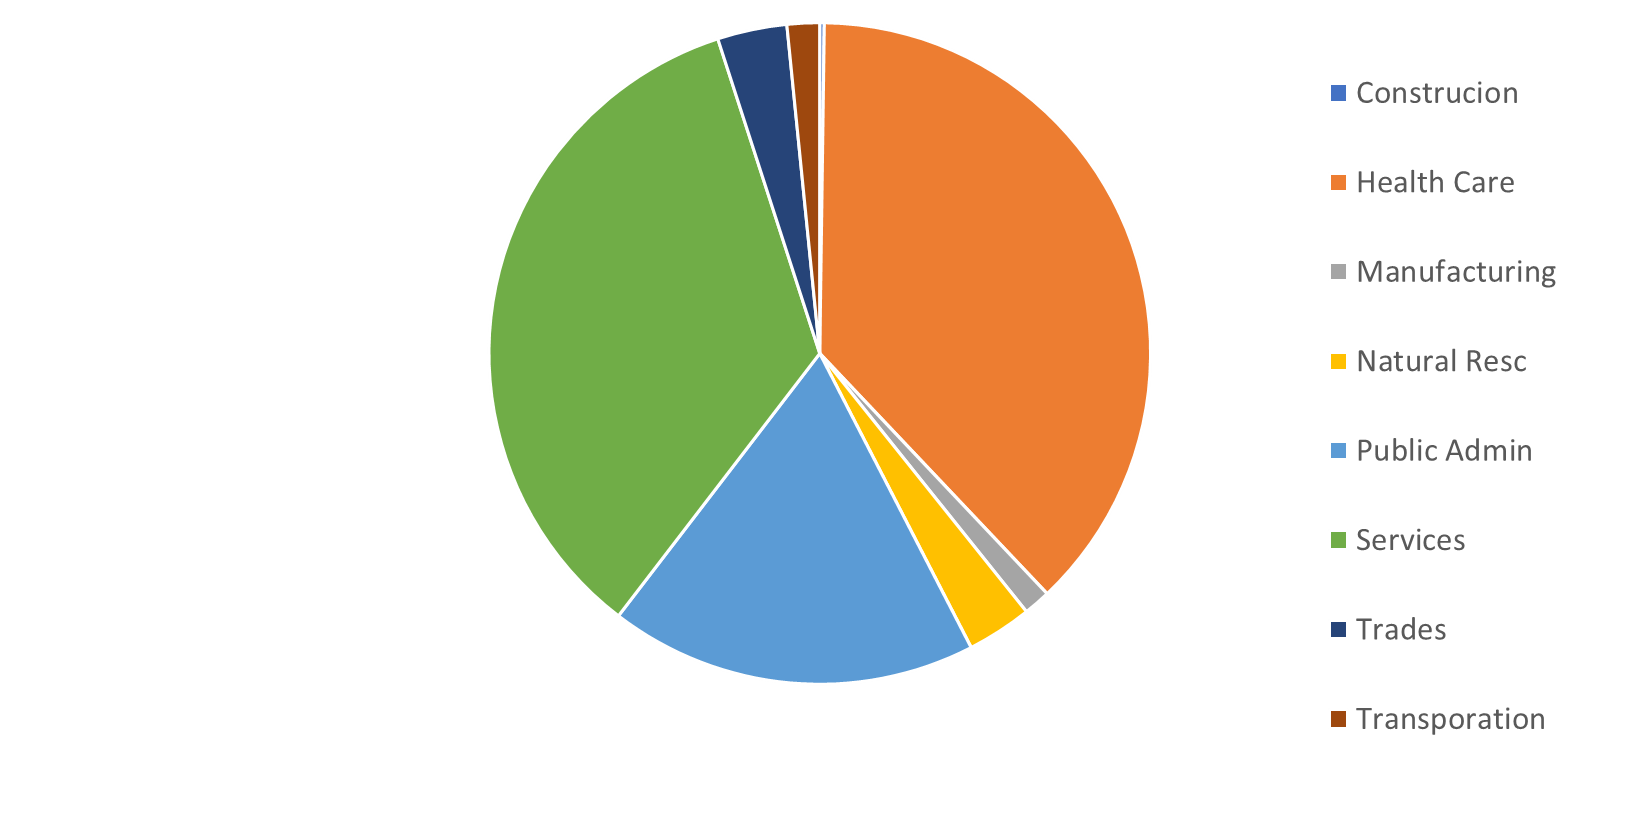 Construcion
Health Care
Manufacturing
Natural Resc
Public Admin
Services
Trades
Transporation